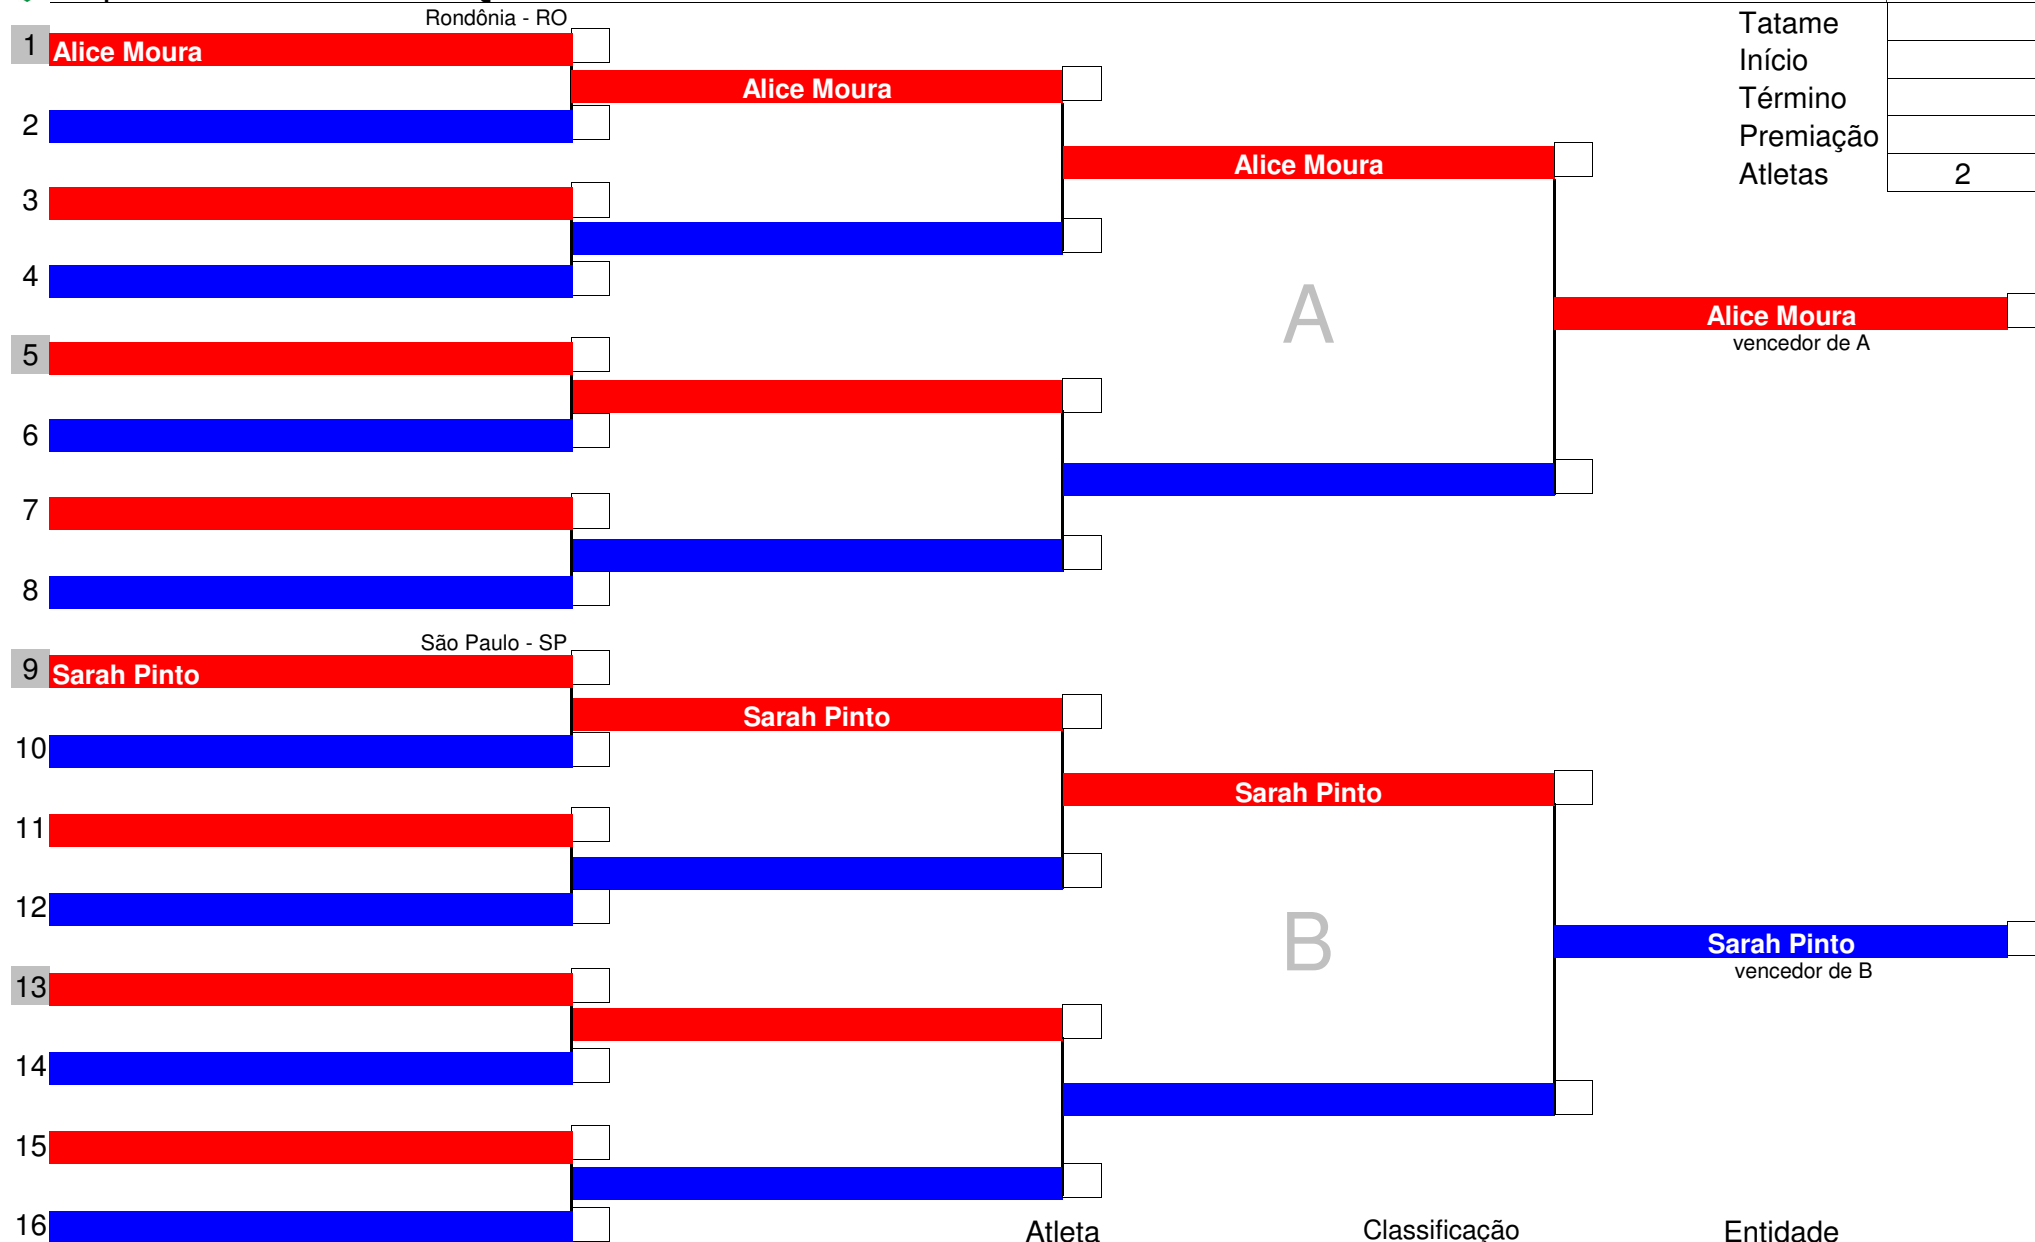 Rondônia - RO
Tatame
1 Alice Moura
Início
Alice Moura
Término
2
Premiação
Alice Moura
Atletas 2
3
4
A
Alice Moura
vencedor de A
5
6
7
8
São Paulo - SP
9 Sarah Pinto
Sarah Pinto
10
Sarah Pinto
11
12
B
Sarah Pinto
vencedor de B
13
14
15
16
Atleta Classificação Entidade